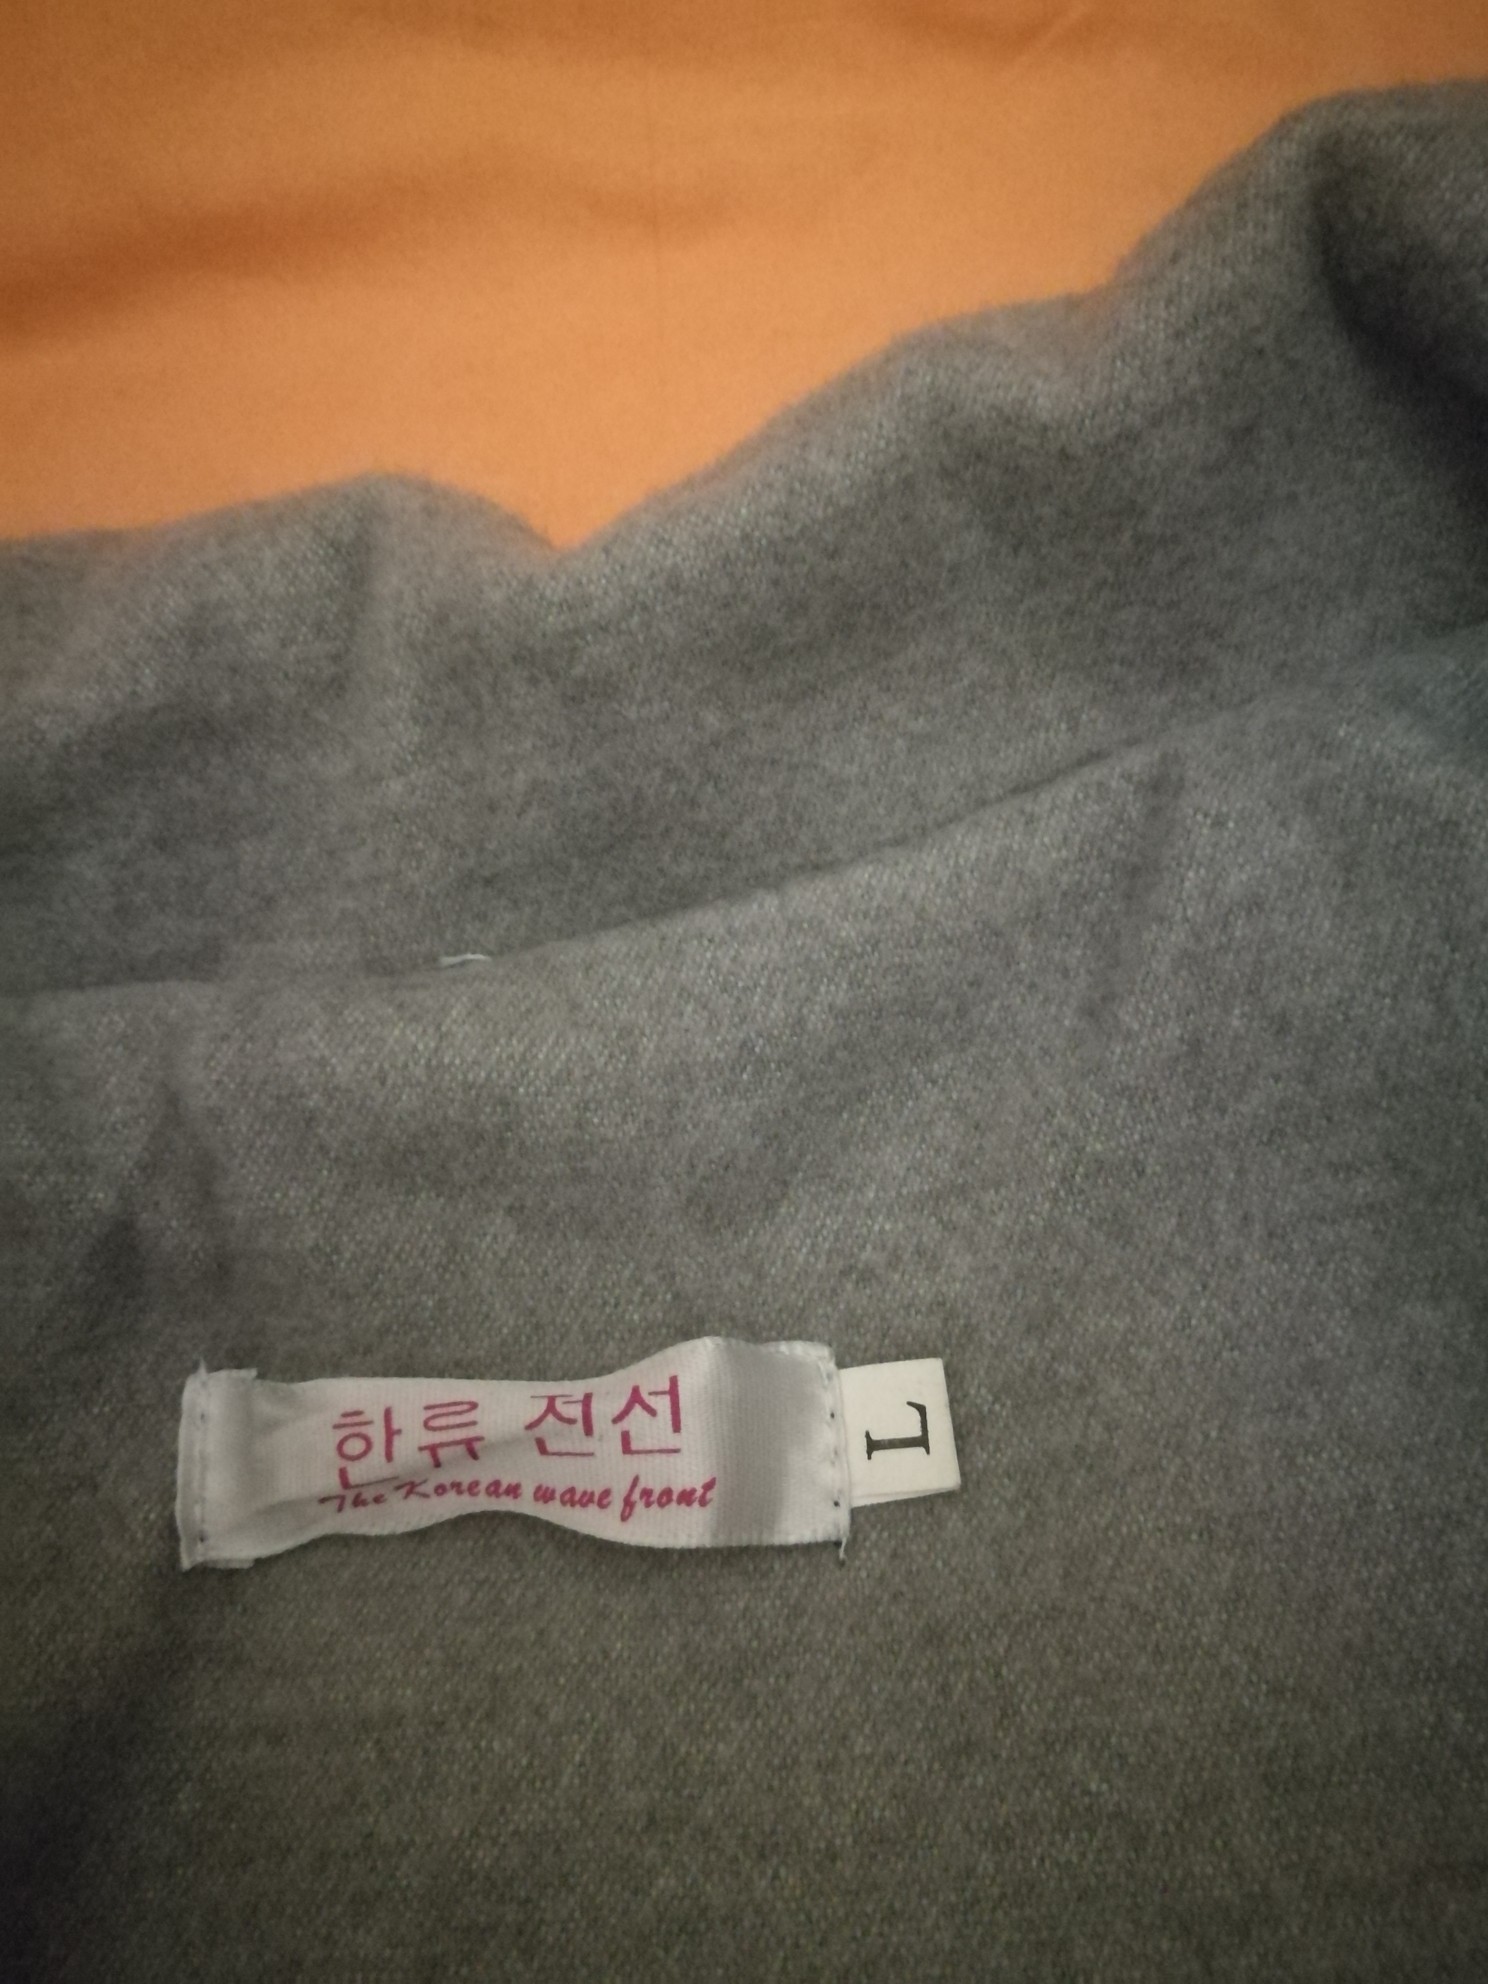 한류 전선
The Korean wave front
L